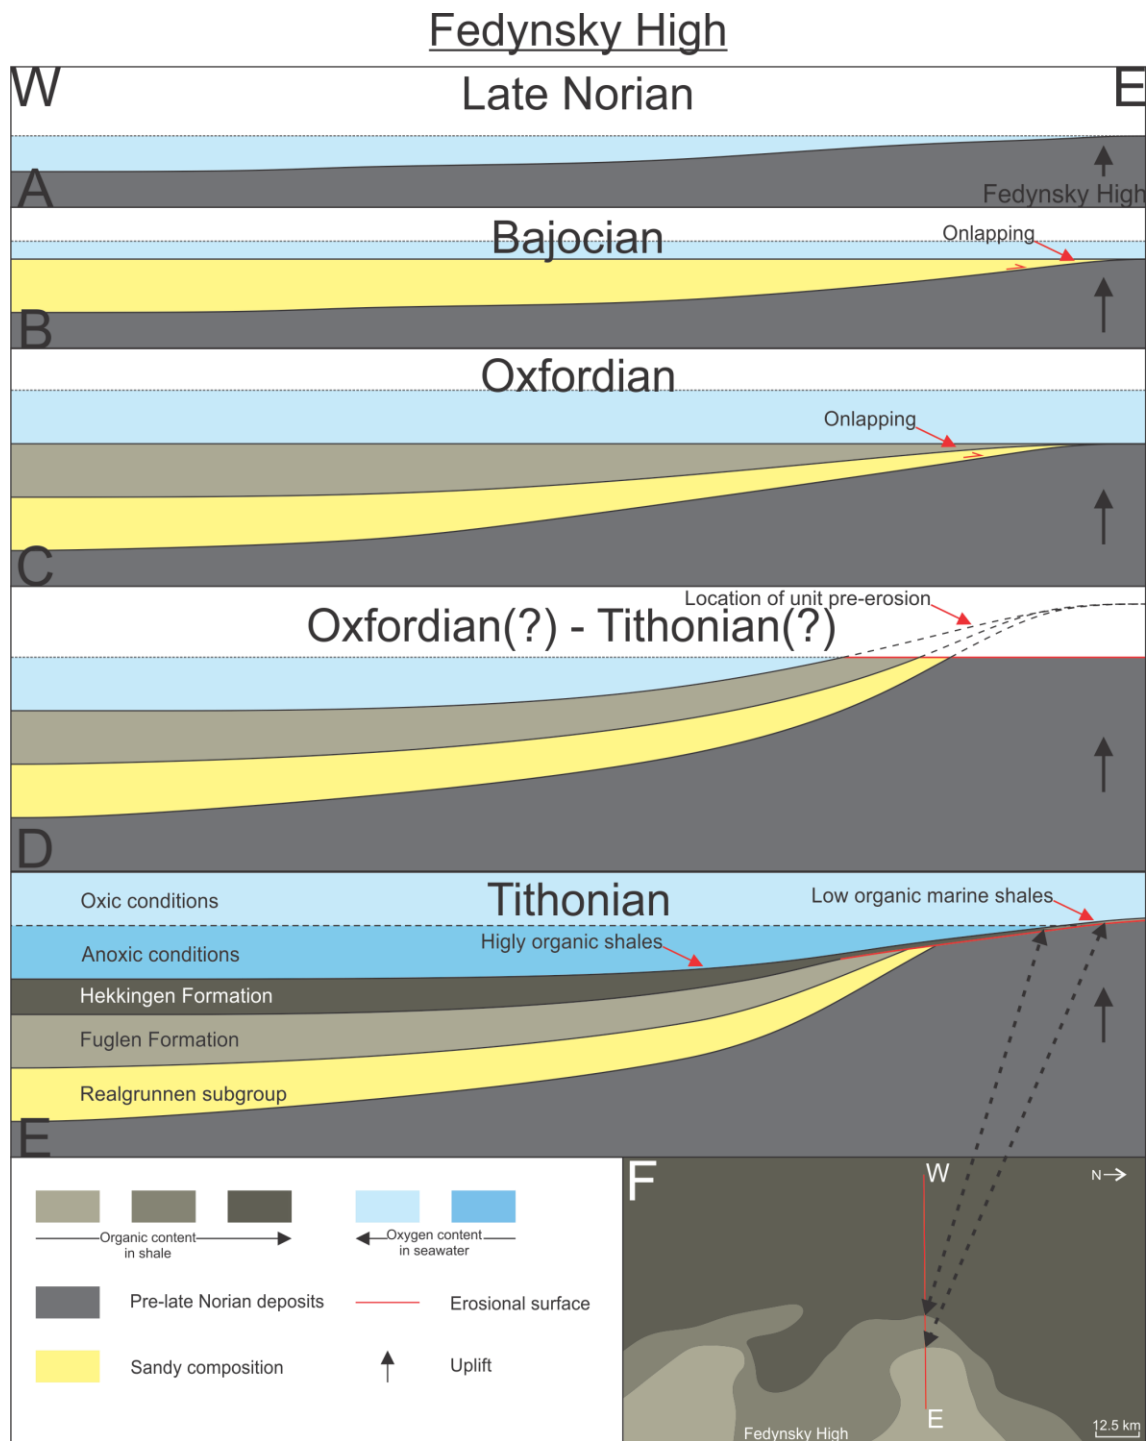 Fedynsky High
W
Late Norian
E
A
Fedynsky High
Bajocian
Onlapping
B
Oxfordian
Onlapping
C
Location of unit pre-erosion
Oxfordian(?) - Tithonian(?)
D
Oxic conditions
Tithonian
Low organic marine shales
Anoxic conditions
Higly organic shales
Hekkingen Formation
Fuglen Formation
Realgrunnen subgroup
E
Organic content
in shale
Oxygen content
in seawater
Pre-late Norian deposits
Erosional surface
Sandy composition
Uplift
F
W
N
E
Fedynsky High
12.5 km